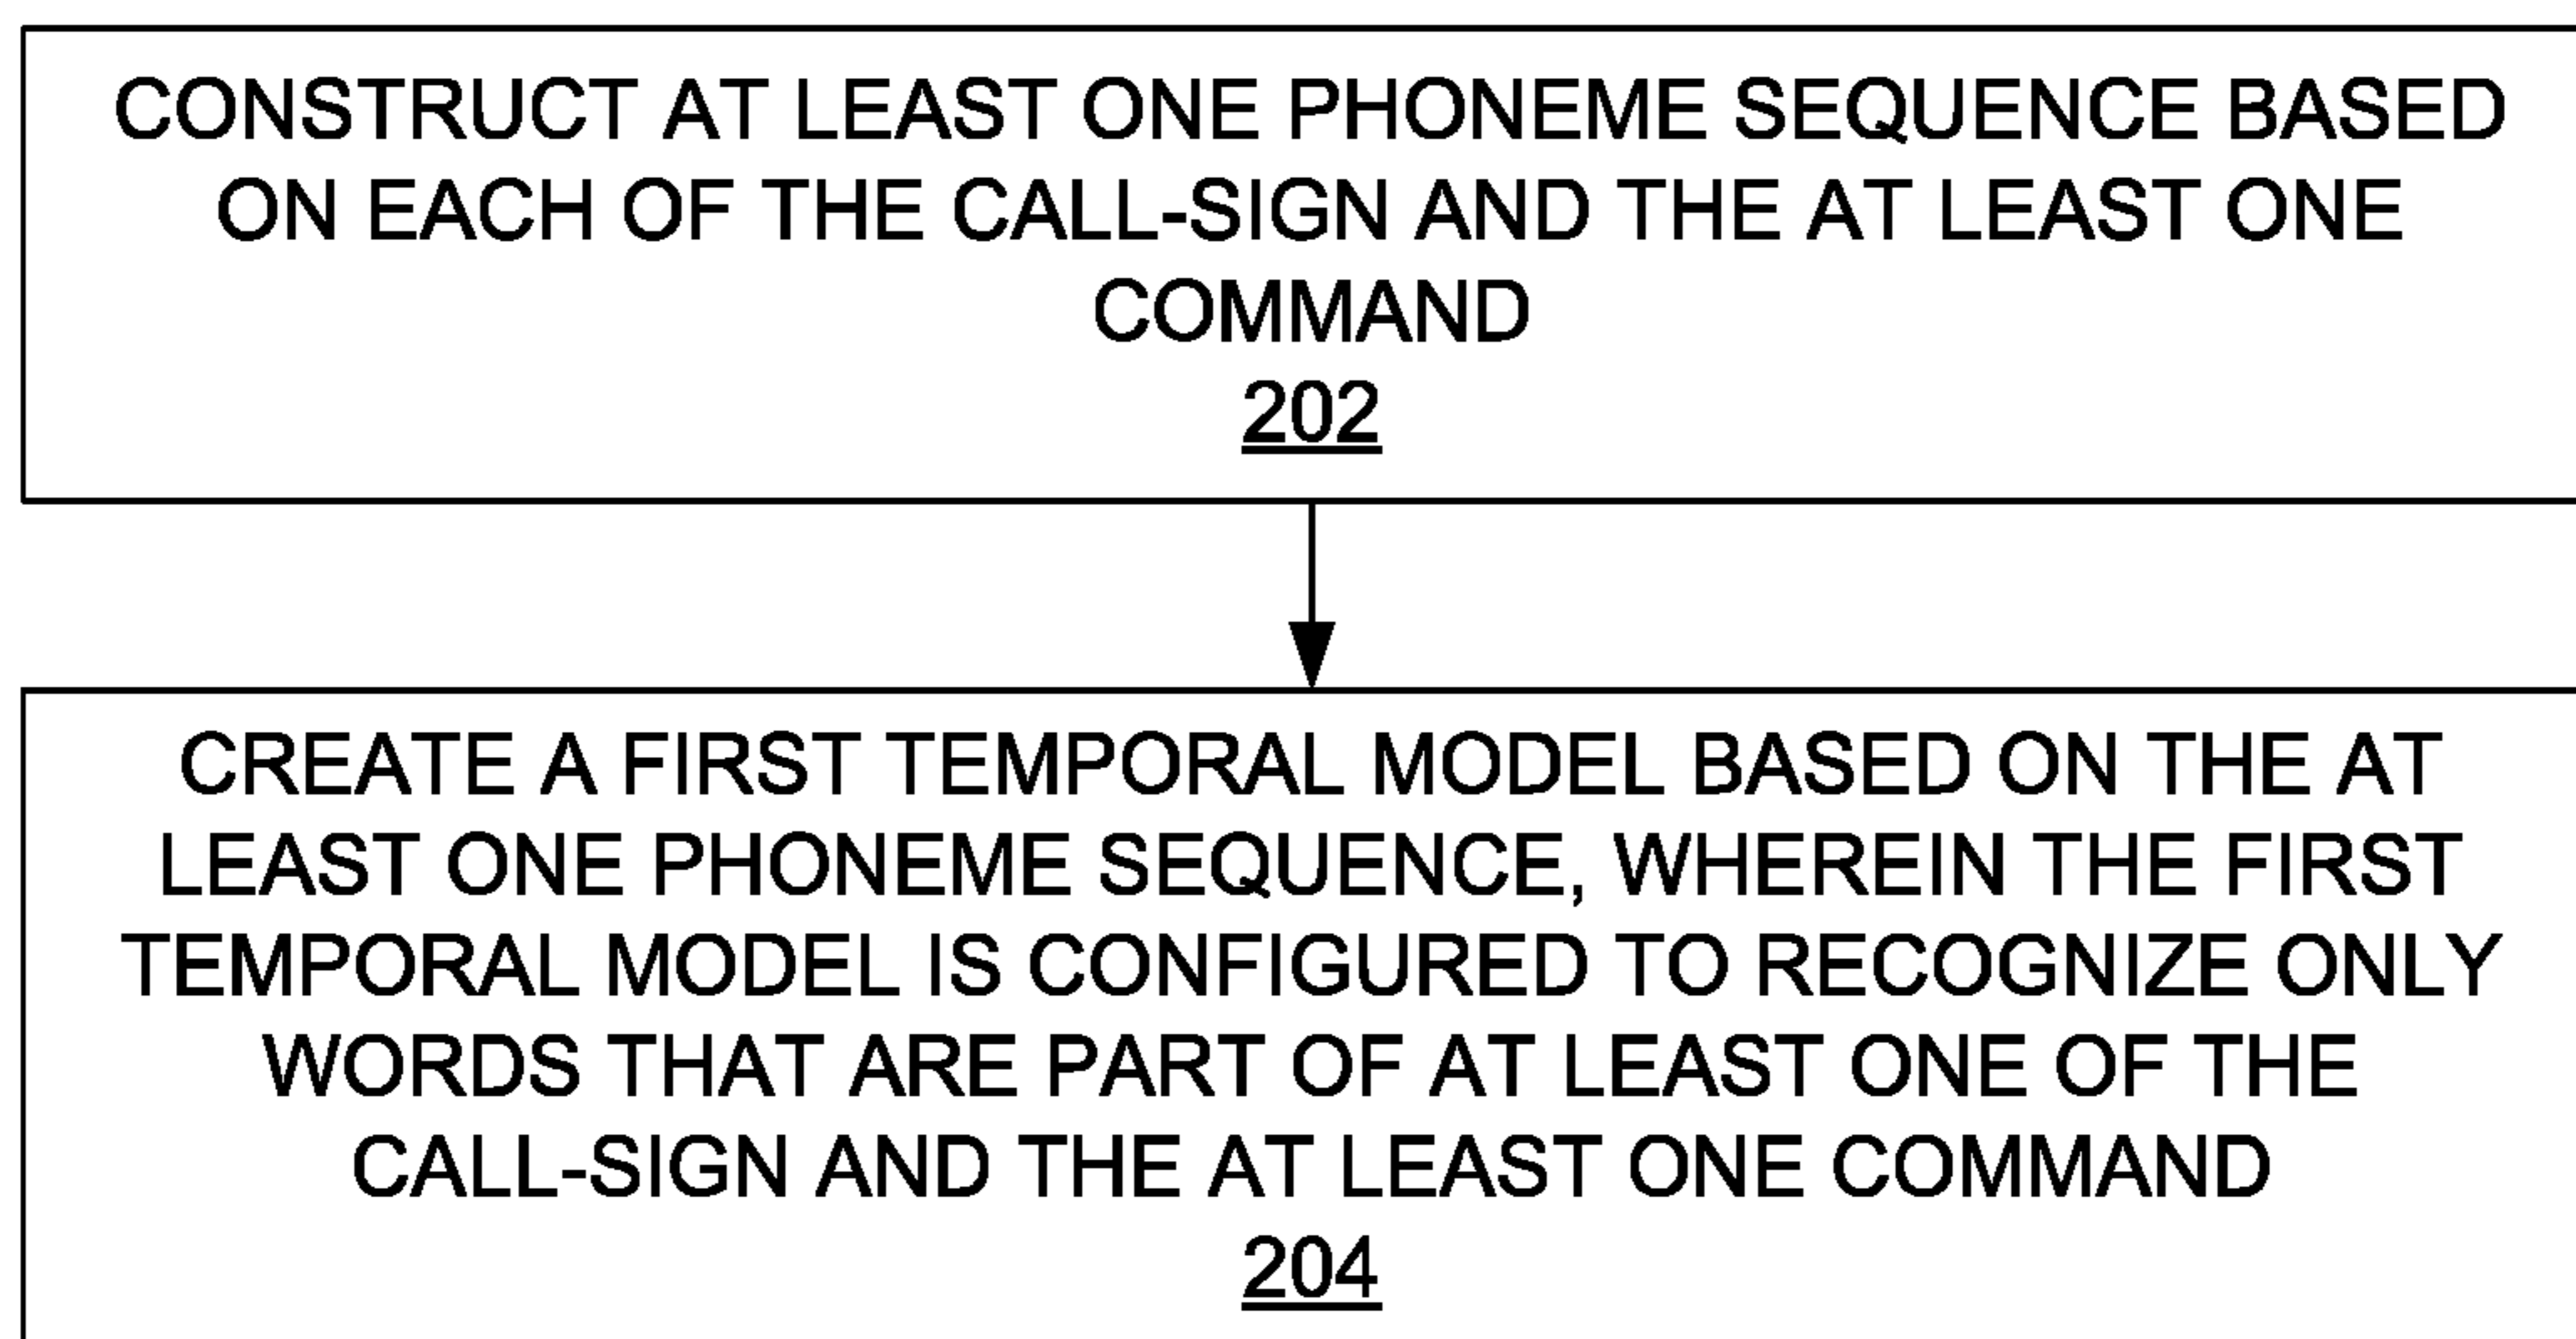 CONSTRUCT AT LEAST ONE PHONEME SEQUENCE BASED
ON EACH OF THE CALL-SIGN AND THE AT LEAST ONE
COMMAND
202
CREATE A FIRST TEMPORAL MODEL BASED ON THE AT
LEAST ONE PHONEME SEQUENCE, WHEREIN THE FIRST
TEMPORAL MODEL IS CONFIGURED TO RECOGNIZE ONLY
WORDS THAT ARE PART OF AT LEAST ONE OF THE
CALL-SIGN AND THE AT LEAST ONE COMMAND
204